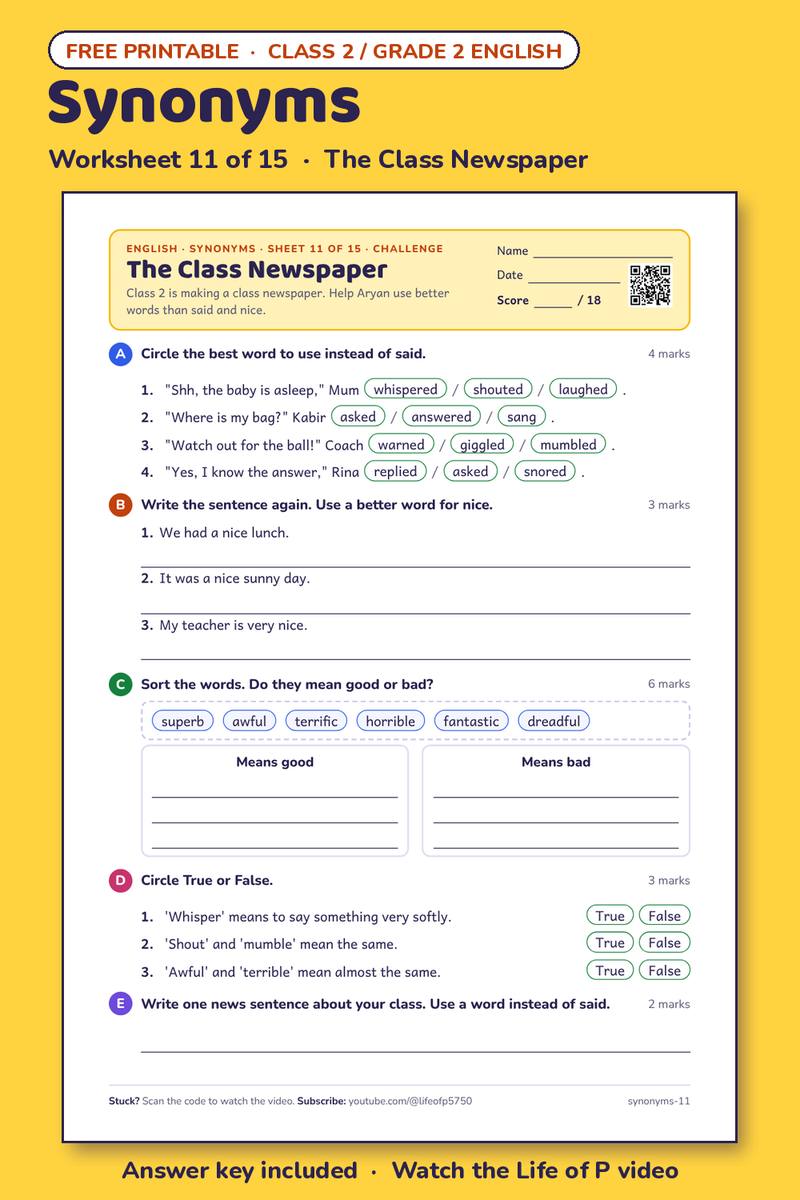 FREE PRINTABLE · CLASS 2 / GRADE 2 ENGLISH
Synonyms
Worksheet 11 of 15 · The Class Newspaper
ENGLISH · SYNONYMS · SHEET 11 OF 15 · CHALLENGE
The Class Newspaper
Class 2 is making a class newspaper. Help Aryan use better
words than said and nice.
Name
Date
Score ______ / 18
A Circle the best word to use instead of said. 4 marks
1. "Shh, the baby is asleep," Mum whispered / shouted / laughed .
2. "Where is my bag?" Kabir asked / answered / sang .
3. "Watch out for the ball!" Coach warned / giggled / mumbled .
4. "Yes, I know the answer," Rina replied / asked / snored .
B Write the sentence again. Use a better word for nice. 3 marks
1. We had a nice lunch.
2. It was a nice sunny day.
3. My teacher is very nice.
C Sort the words. Do they mean good or bad? 6 marks
superb awful terrific horrible fantastic dreadful
Means good Means bad
D Circle True or False. 3 marks
1. 'Whisper' means to say something very softly. True False
2. 'Shout' and 'mumble' mean the same. True False
3. 'Awful' and 'terrible' mean almost the same. True False
E Write one news sentence about your class. Use a word instead of said. 2 marks
Stuck? Scan the code to watch the video. Subscribe: youtube.com/@lifeofp5750 synonyms-11
Answer key included · Watch the Life of P video